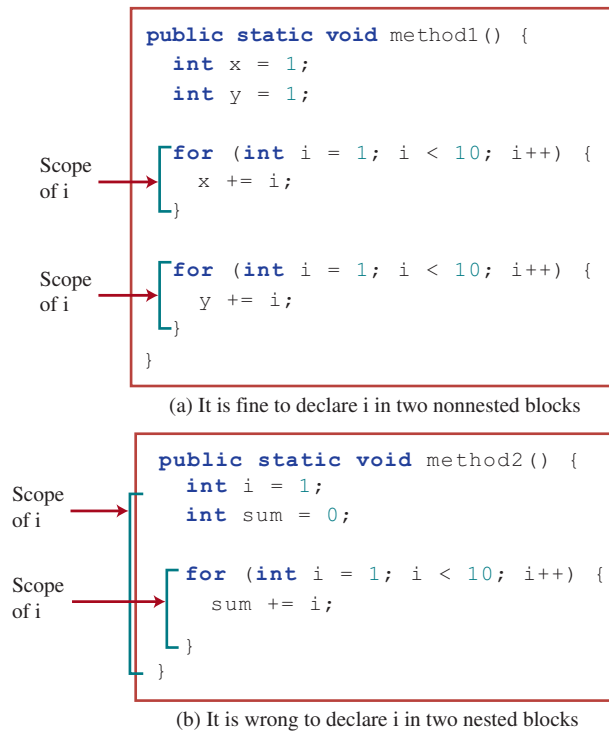 public static void method1() {
int x = 1;
int y = 1;
Scope
of i
for (int i = 1; i < 10; i++) {
x += i;
}
Scope
of i
for (int i = 1; i < 10; i++) {
y += i;
}
}
(a) It is fine to declare i in two nonnested blocks
public static void method2() {
Scope
of i
int i = 1;
int sum = 0;
Scope
of i
for (int i = 1; i < 10; i++) {
sum += i;
}
}
(b) It is wrong to declare i in two nested blocks